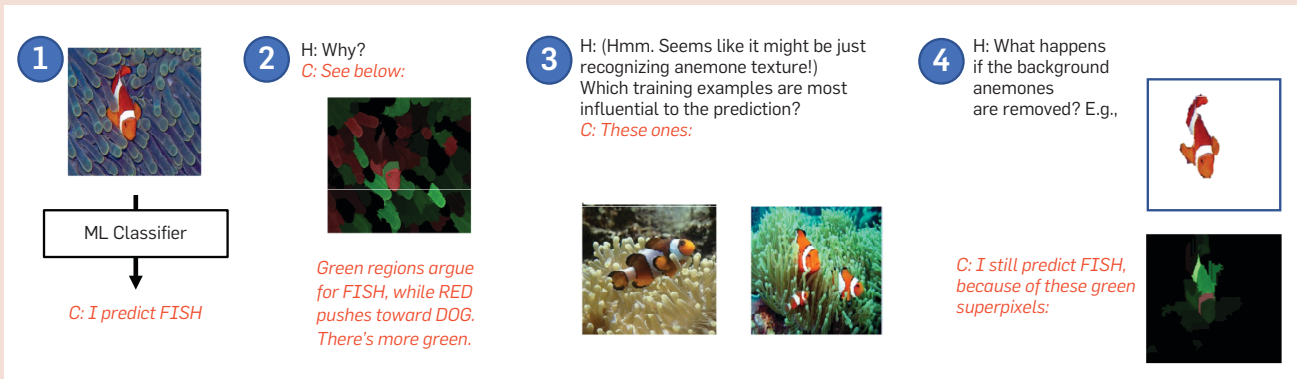 1
ML Classifier
C: I predict FISH
2
H: Why?
C: See below:
Green regions argue
for FISH, while RED
pushes toward DOG.
There's more green.
3
H: (Hmm. Seems like it might be just
recognizing anemone texture!)
Which training examples are most
influential to the prediction?
C: These ones:
4
H: What happens
if the background
anemones
are removed? E.g.,
C: I still predict FISH,
because of these green
superpixels: